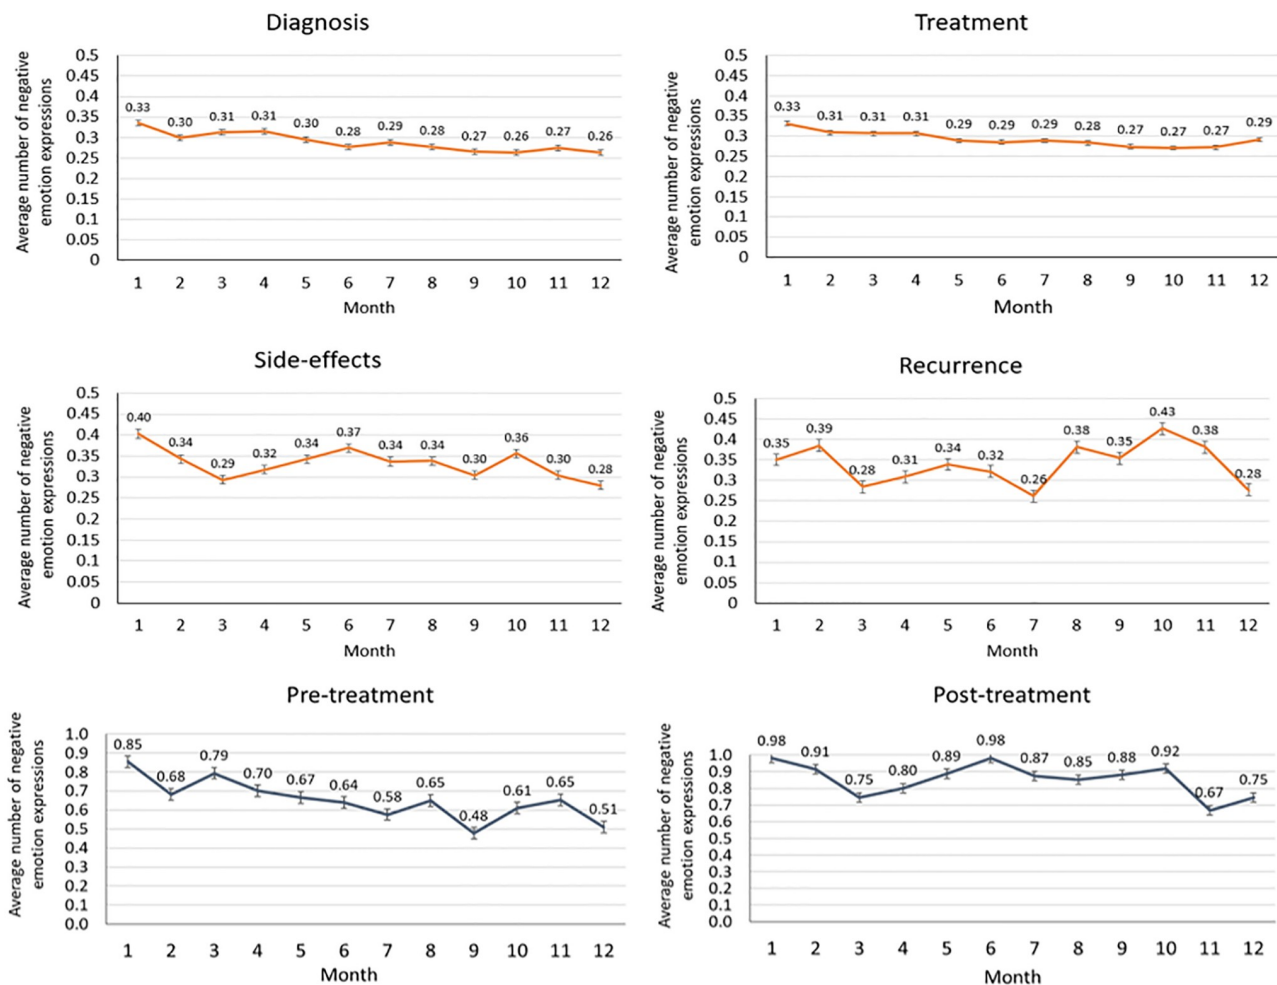 Diagnosis
Average number of negative
emotion expressions
0.5
0.45
0.4
0.35
0.3
0.25
0.2
0.15
0.1
0.05
0
0.33 0.30 0.31 0.31 0.30 0.28 0.29 0.28 0.27 0.26 0.27 0.26
1 2 3 4 5 6 7 8 9 10 11 12
Month
Treatment
Average number of negative
emotion expressions
0.5
0.45
0.4
0.35
0.3
0.25
0.2
0.15
0.1
0.05
0
0.33 0.31 0.31 0.31 0.29 0.29 0.29 0.28 0.27 0.27 0.27 0.29
1 2 3 4 5 6 7 8 9 10 11 12
Month
Side-effects
Average number of negative
emotion expressions
0.5
0.45
0.4
0.35
0.3
0.25
0.2
0.15
0.1
0.05
0
0.40 0.34 0.29 0.32 0.34 0.37 0.34 0.34 0.30 0.36 0.30 0.28
1 2 3 4 5 6 7 8 9 10 11 12
Month
Recurrence
Average number of negative
emotion expressions
0.5
0.45
0.4
0.35
0.3
0.25
0.2
0.15
0.1
0.05
0
0.35 0.39 0.28 0.31 0.34 0.32 0.26 0.38 0.35 0.43 0.38 0.28
1 2 3 4 5 6 7 8 9 10 11 12
Month
Pre-treatment
Average number of negative
emotion expressions
1.0
0.9
0.8
0.7
0.6
0.5
0.4
0.3
0.2
0.1
0.0
0.85 0.68 0.79 0.70 0.67 0.64 0.58 0.65 0.48 0.61 0.65 0.51
1 2 3 4 5 6 7 8 9 10 11 12
Month
Post-treatment
Average number of negative
emotion expressions
1.0
0.9
0.8
0.7
0.6
0.5
0.4
0.3
0.2
0.1
0.0
0.98 0.91 0.75 0.80 0.89 0.98 0.87 0.85 0.88 0.92 0.67 0.75
1 2 3 4 5 6 7 8 9 10 11 12
Month